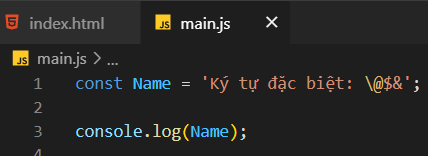 index.html main.js
main.js > ...
1 const Name = 'Ký tự đặc biệt: \@$&';
2
3 console.log(Name);
4